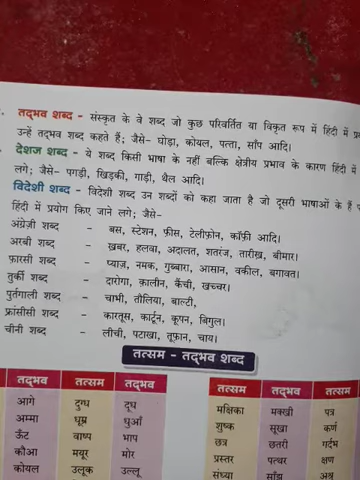 तद्भव शब्द - संस्कृत के वे शब्द जो कुछ परिवर्तित या विकृत रूप में हिंदी में
उन्हें तद्भव शब्द कहते हैं; जैसे- घोड़ा, कोयल, पत्ता, साँप आदि।
देशज शब्द - ये शब्द किसी भाषा के नहीं बल्कि क्षेत्रीय प्रभाव के कारण हिंदी में
लगे; जैसे- पगड़ी, खिड़की, गाड़ी, थैल आदि।
विदेशी शब्द - विदेशी शब्द उन शब्दों को कहा जाता है जो दूसरी भाषाओं के हैं
हिंदी में प्रयोग किए जाने लगे; जैसे-
अंग्रेज़ी शब्द - बस, स्टेशन, फ़ीस, टेलीफ़ोन, कॉफ़ी आदि।
अरबी शब्द - ख़बर, हलवा, अदालत, शतरंज, तारीख़, बीमार।
फ़ारसी शब्द - प्याज़, नमक, गुब्बारा, आसान, वकील, बगावत।
तुर्की शब्द - दारोगा, क़ालीन, कैंची, खच्चर।
पुर्तगाली शब्द - चाभी, तौलिया, बाल्टी,
फ्रांसीसी शब्द - कारतूस, कार्टून, कूपन, बिगुल।
चीनी शब्द - लीची, पटाखा, तूफ़ान, चाय।
तत्सम - तद्भव शब्द
तद्भव तत्सम तद्भव तत्सम तद्भव तत्सम
आगे दुग्ध दूध मक्षिका मक्खी पत्र
अम्मा धूम्र धुआँ शुष्क सूखा कर्ण
ऊँट वाष्प भाप छत्र छतरी गर्दभ
कौआ मयूर मोर प्रस्तर पत्थर क्षण
कोयल उलूक उल्लू संध्या साँझ अश्रु